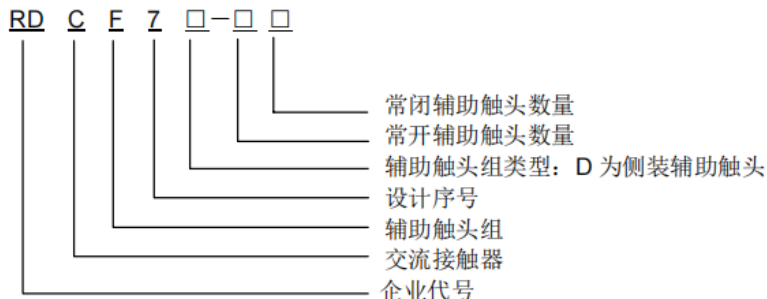 RD C F 7 □-□ □
常闭辅助触头数量
常开辅助触头数量
辅助触头组类型：D 为侧装辅助触头
设计序号
辅助触头组
交流接触器
企业代号